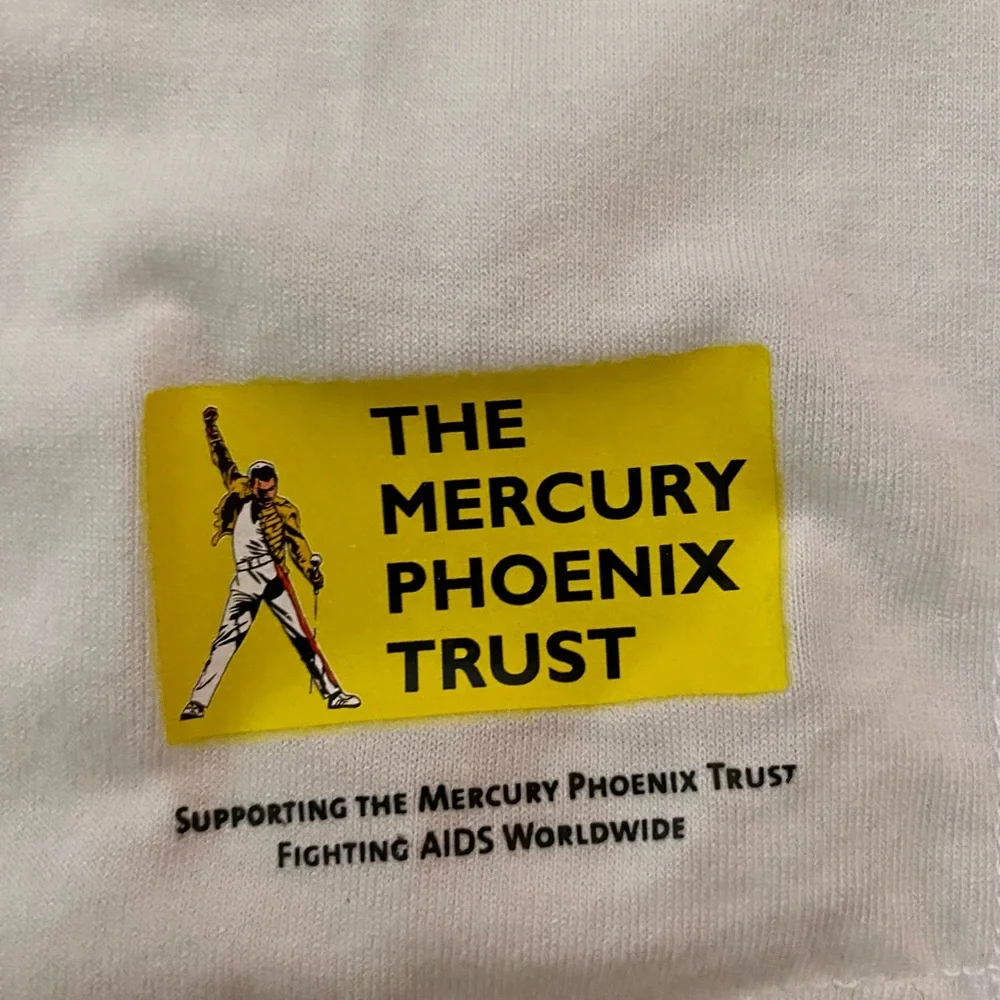 THE
MERCURY
PHOENIX
TRUST
SUPPORTING THE MERCURY PHOENIX TRUST
FIGHTING AIDS WORLDWIDE